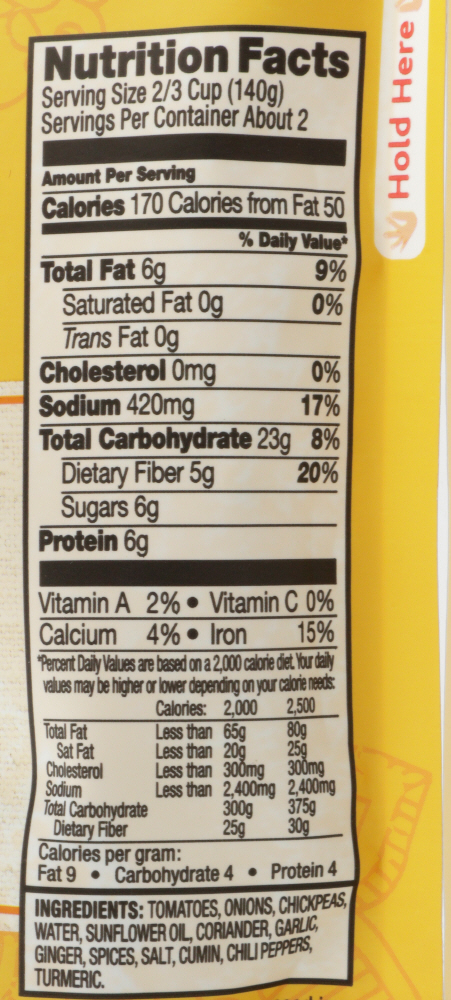 Nutrition Facts
Serving Size 2/3 Cup (140g)
Servings Per Container About 2
Amount Per Serving
Calories 170 Calories from Fat 50
% Daily Value*
Total Fat 6g 9%
Saturated Fat 0g 0%
Trans Fat 0g
Cholesterol 0mg 0%
Sodium 420mg 17%
Total Carbohydrate 23g 8%
Dietary Fiber 5g 20%
Sugars 6g
Protein 6g
Vitamin A 2% • Vitamin C 0%
Calcium 4% • Iron 15%
*Percent Daily Values are based on a 2,000 calorie diet. Your daily
values may be higher or lower depending on your calorie needs:
Calories: 2,000 2,500
Total Fat Less than 65g 80g
Sat Fat Less than 20g 25g
Cholesterol Less than 300mg 300mg
Sodium Less than 2,400mg 2,400mg
Total Carbohydrate 300g 375g
Dietary Fiber 25g 30g
Calories per gram:
Fat 9 • Carbohydrate 4 • Protein 4
INGREDIENTS: TOMATOES, ONIONS, CHICKPEAS,
WATER, SUNFLOWER OIL, CORIANDER, GARLIC,
GINGER, SPICES, SALT, CUMIN, CHILI PEPPERS,
TURMERIC.
Hold Here